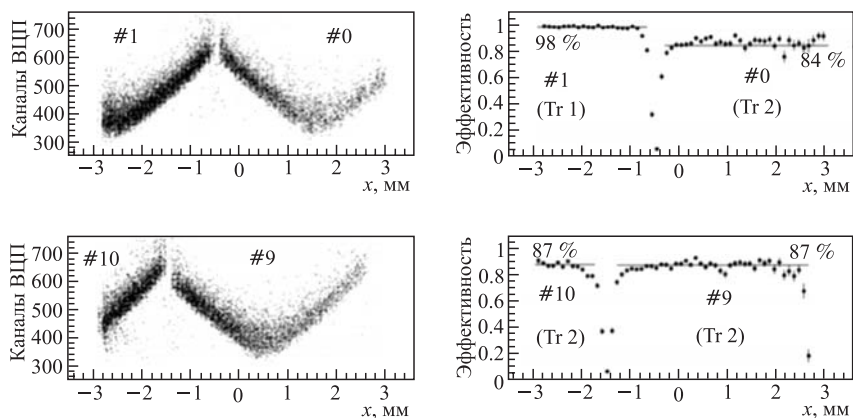 #1 #0
Каналы ВЦП
700
600
500
400
300
−3 −2 −1 0 1 2 3
x, мм
Эффективность
1
0.8
0.6
0.4
0.2
0
98 %
84 %
#1 #0
(Tr 1) (Tr 2)
−3 −2 −1 0 1 2 3
x, мм
#10 #9
Каналы ВЦП
700
600
500
400
300
−3 −2 −1 0 1 2 3
x, мм
Эффективность
1
0.8
0.6
0.4
0.2
0
87 % 87 %
#10 #9
(Tr 2) (Tr 2)
−3 −2 −1 0 1 2 3
x, мм